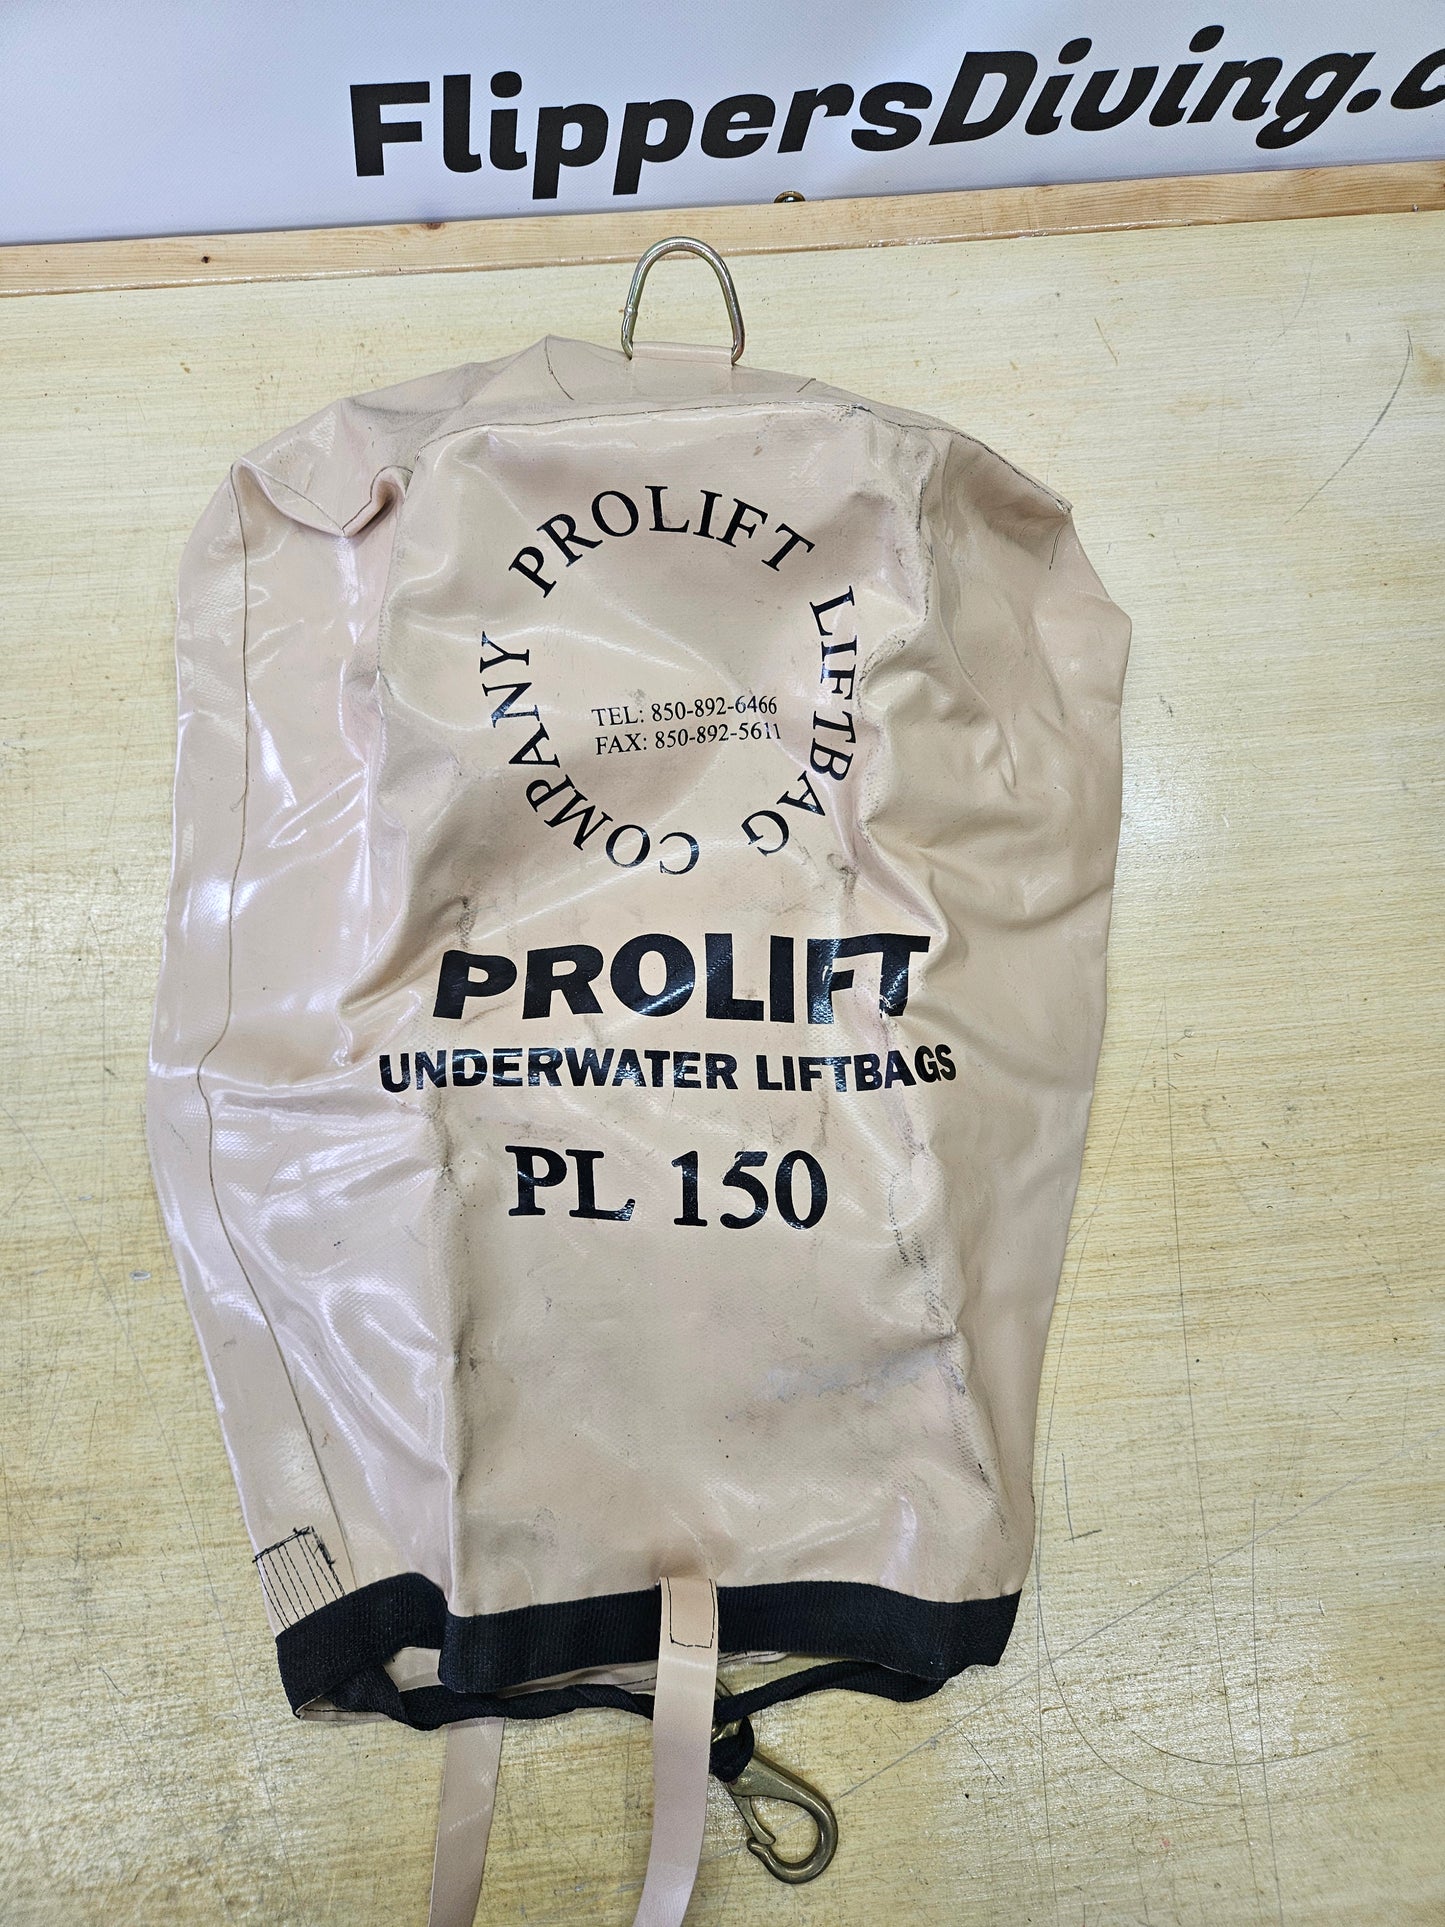 FlippersDiving.c
PROLIFT LIFTBAG COMPANY
TEL: 850-892-6466
FAX: 850-892-5611
PROLIFT
UNDERWATER LIFTBAGS
PL 150